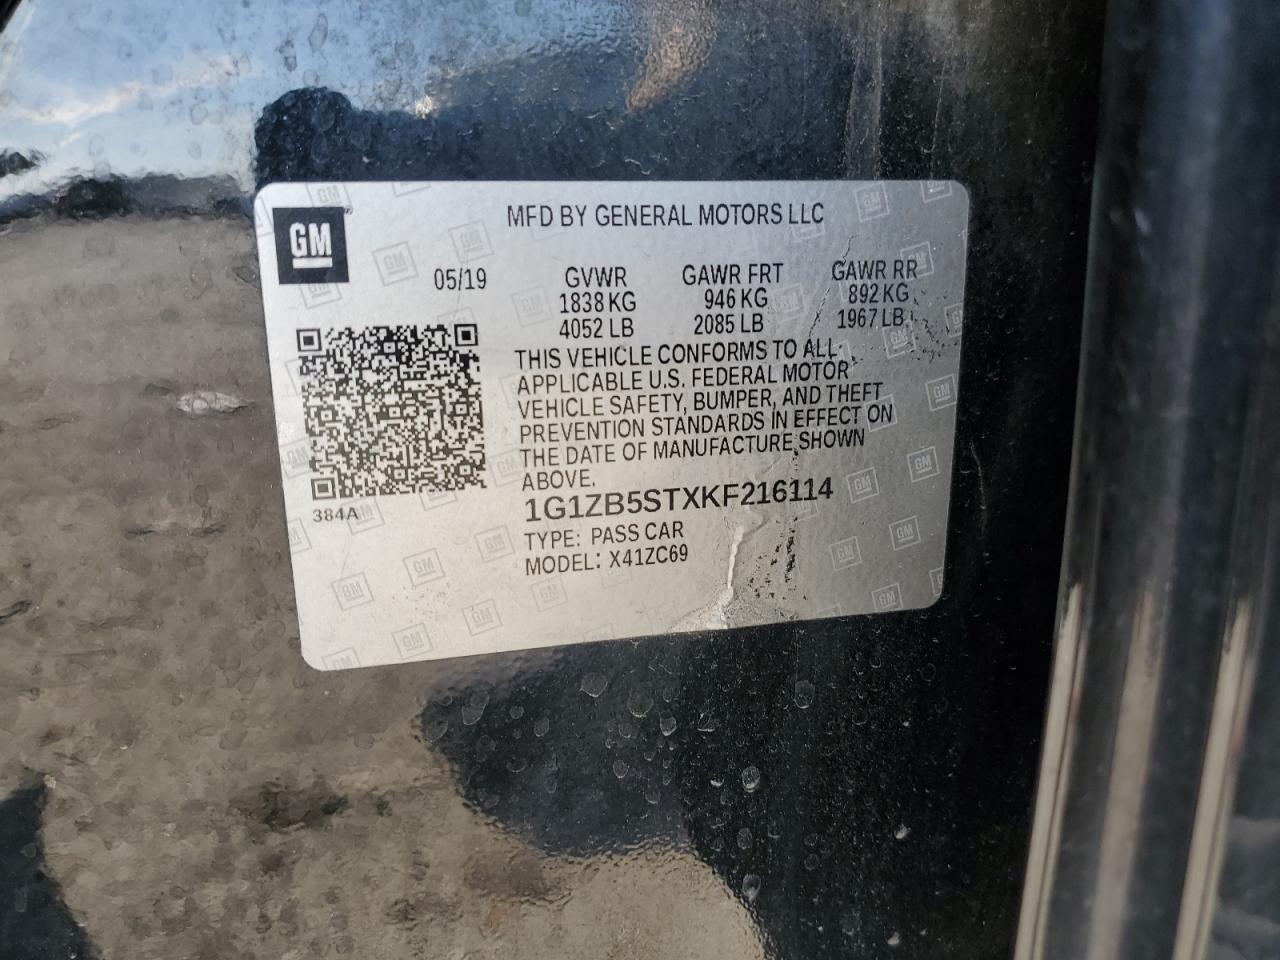 GM
MFD BY GENERAL MOTORS LLC
05/19 GVWR GAWR FRT GAWR RR
1838 KG 946 KG 892 KG
4052 LB 2085 LB 1967 LB
THIS VEHICLE CONFORMS TO ALL
APPLICABLE U.S. FEDERAL MOTOR
VEHICLE SAFETY, BUMPER, AND THEFT
PREVENTION STANDARDS IN EFFECT ON
THE DATE OF MANUFACTURE SHOWN
ABOVE.
384A
1G1ZB5STXKF216114
TYPE: PASS CAR
MODEL: X41ZC69